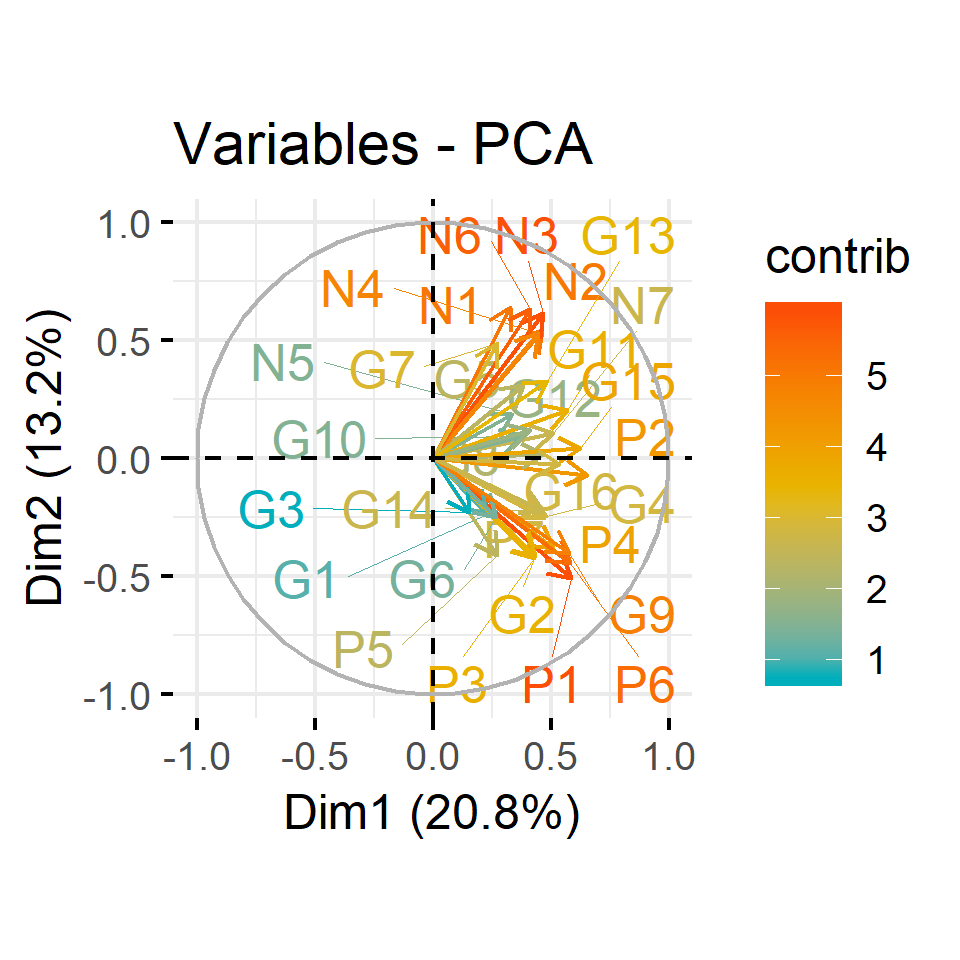 Variables - PCA
contrib
1.0
N6 N3 G13
N4 N1 N2 N7
0.5
N5 G7 G11
G12 G15
G10 P2
0.0
G3 G14 G16 G4
P4
-0.5
G1 G6
G2 G9
P5
P3 P1 P6
-1.0
-1.0 -0.5 0.0 0.5 1.0
Dim1 (20.8%)
Dim2 (13.2%)
5
4
3
2
1